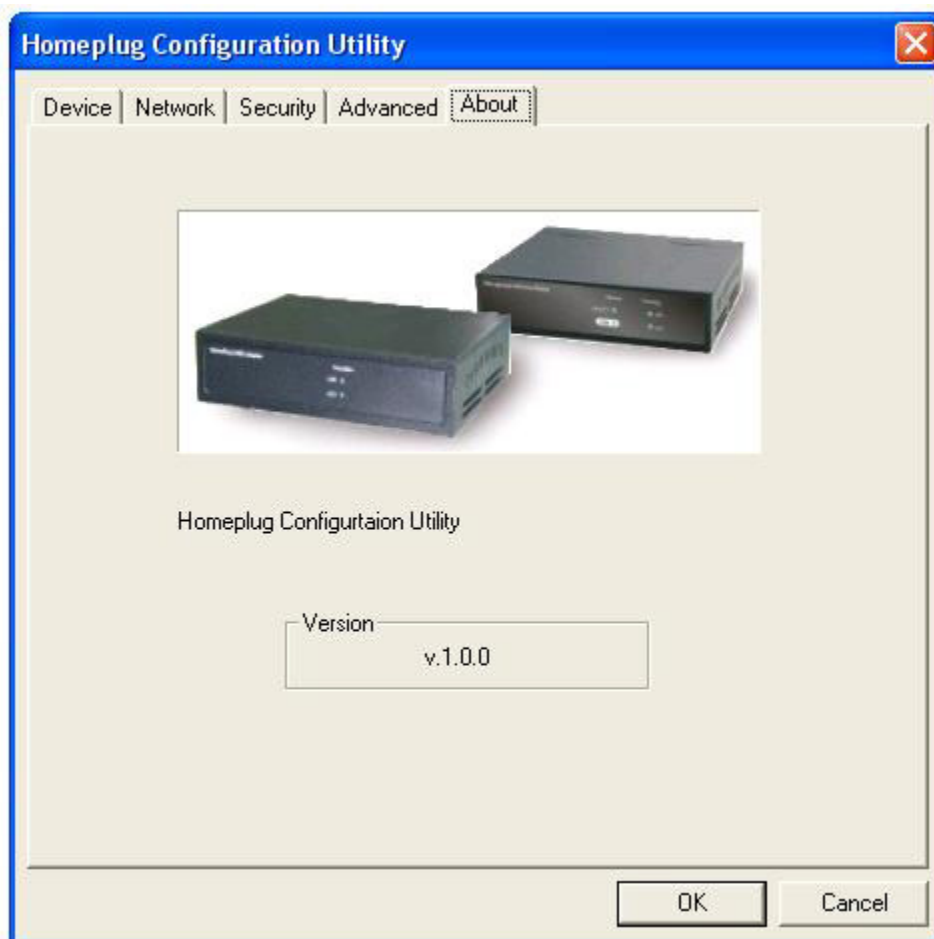 Homeplug Configuration Utility
Device Network Security Advanced About
Homeplug Configurtaion Utility
Version
v.1.0.0
OK Cancel